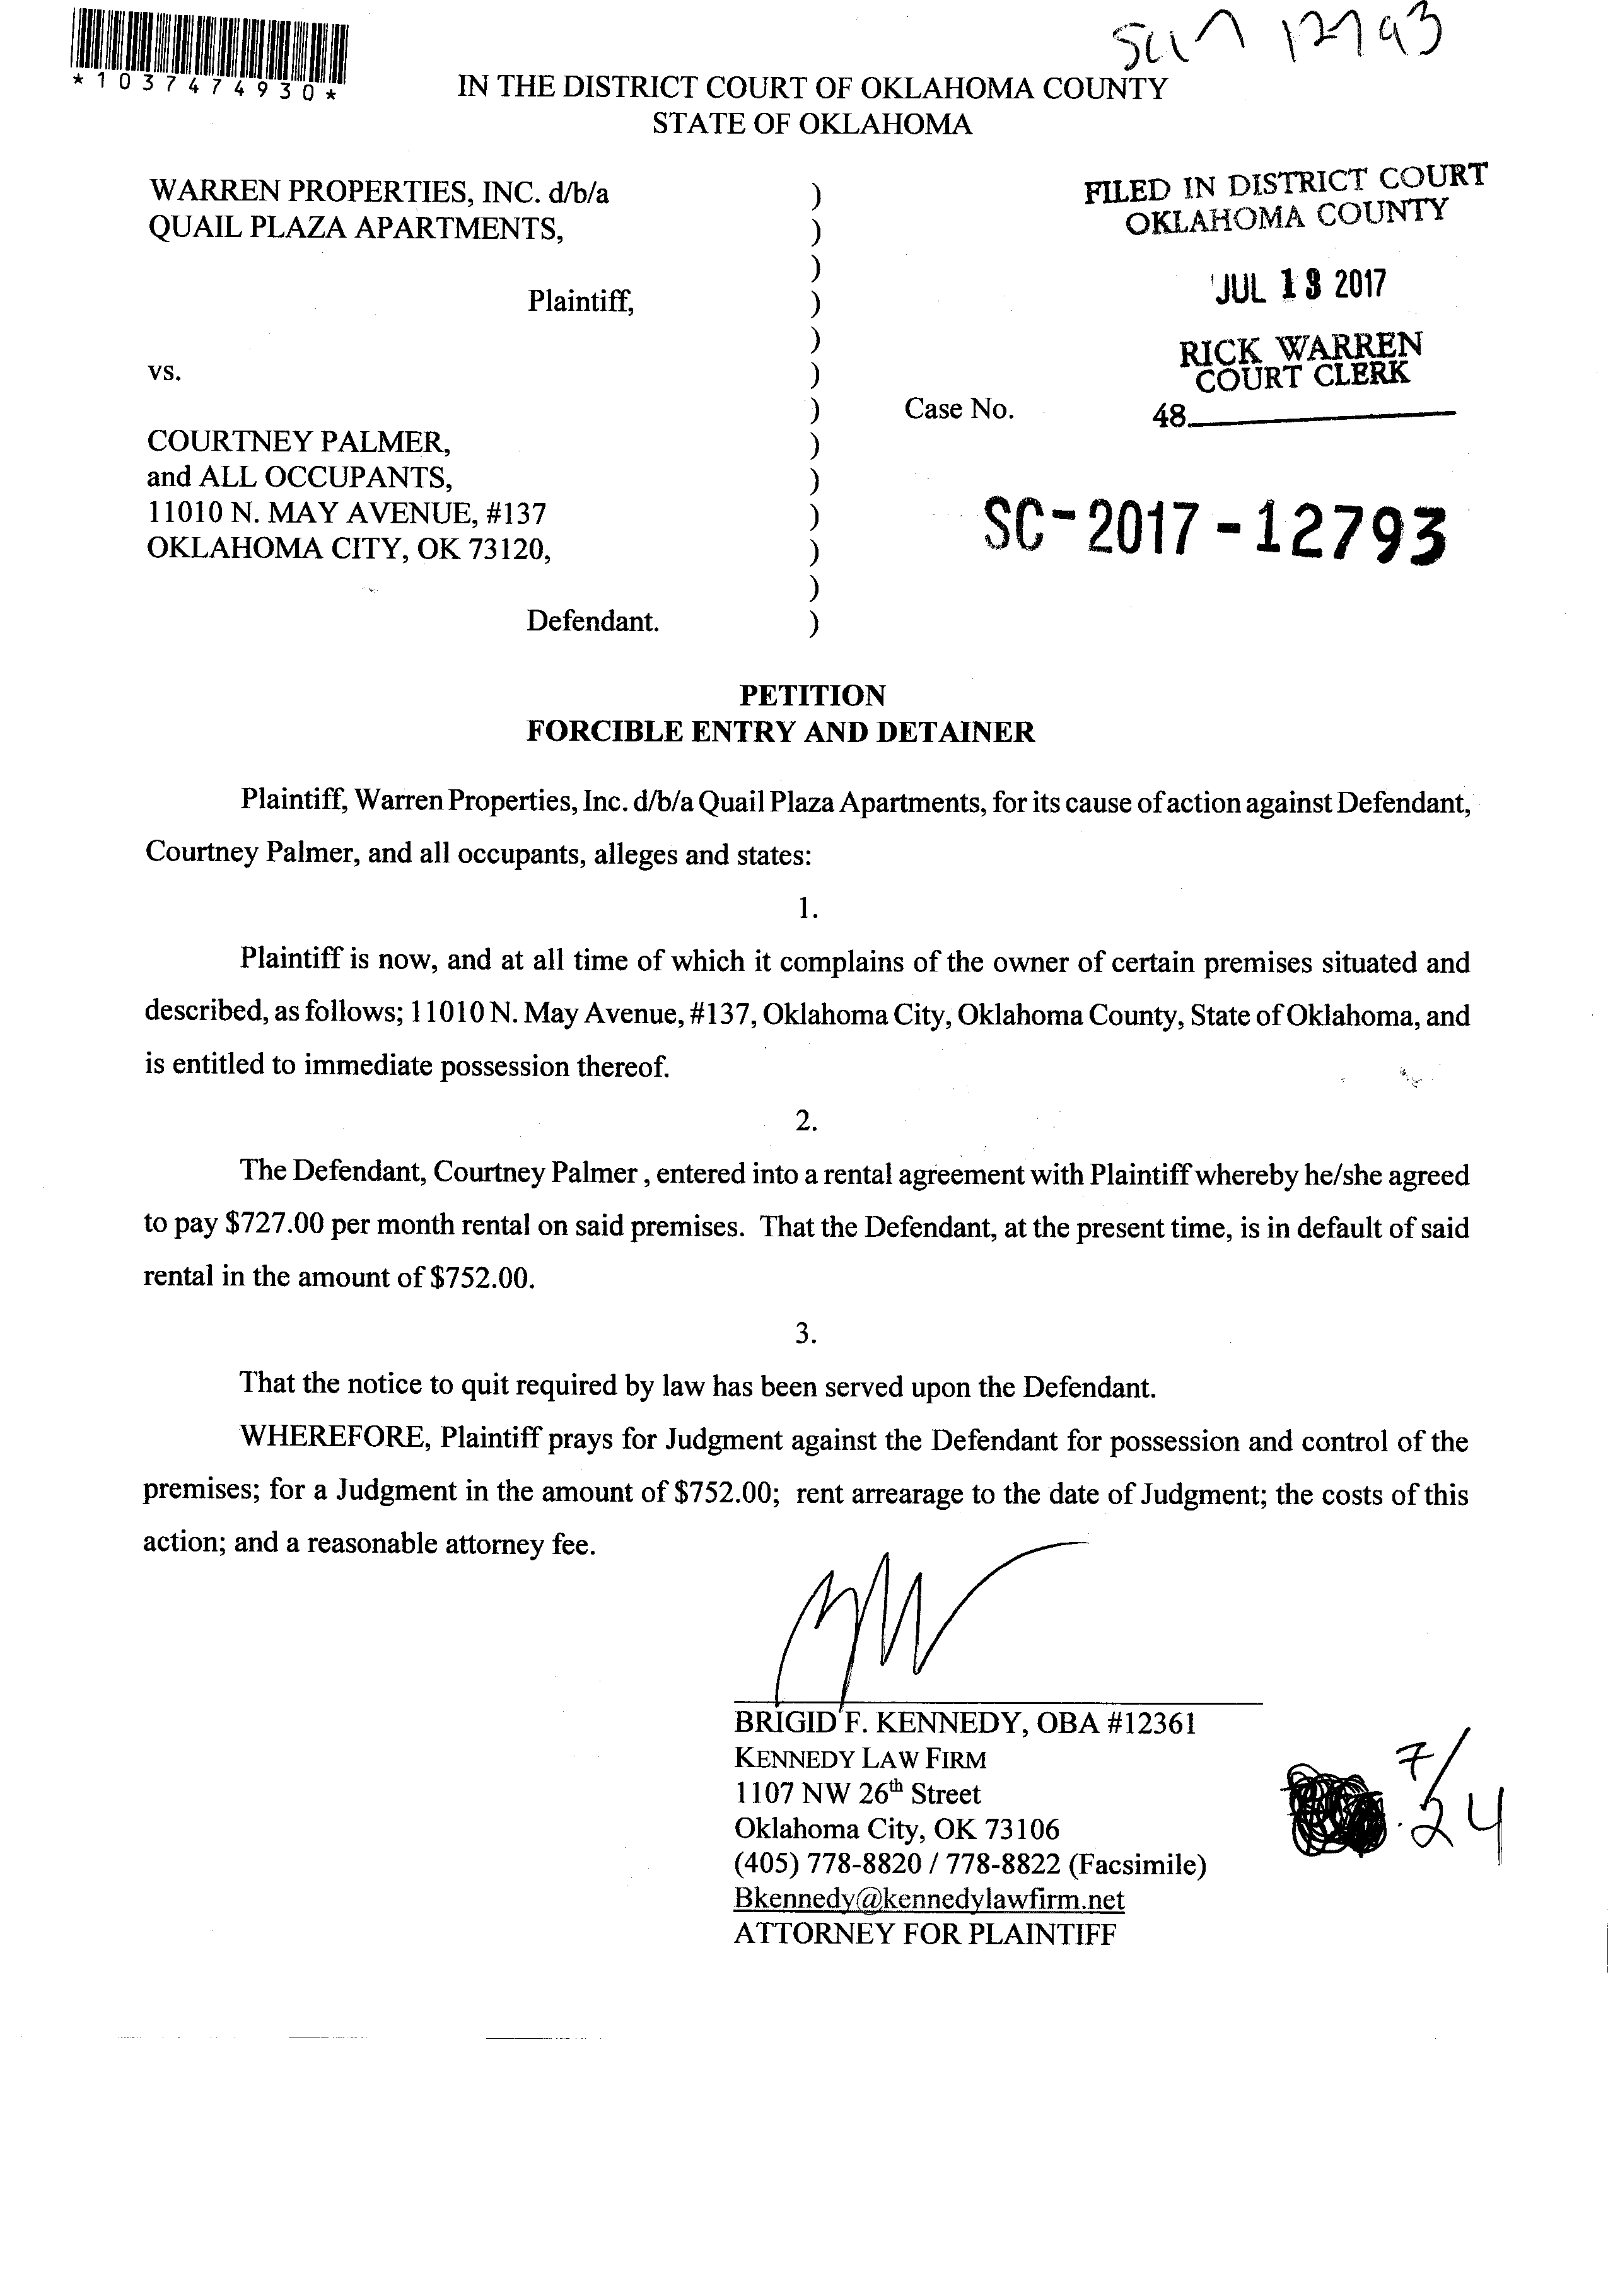 SC17 12793
*1037474930*
IN THE DISTRICT COURT OF OKLAHOMA COUNTY
STATE OF OKLAHOMA
WARREN PROPERTIES, INC. d/b/a
QUAIL PLAZA APARTMENTS,
Plaintiff,
vs.
COURTNEY PALMER,
and ALL OCCUPANTS,
11010 N. MAY AVENUE, #137
OKLAHOMA CITY, OK 73120,
Defendant.
)
)
)
)
)
)
)
)
)
)
)
)
)
FILED IN DISTRICT COURT
OKLAHOMA COUNTY
JUL 13 2017
RICK WARREN
COURT CLERK
Case No. 48
SC-2017-12793
PETITION
FORCIBLE ENTRY AND DETAINER
Plaintiff, Warren Properties, Inc. d/b/a Quail Plaza Apartments, for its cause of action against Defendant,
Courtney Palmer, and all occupants, alleges and states:
1.
Plaintiff is now, and at all time of which it complains of the owner of certain premises situated and
described, as follows; 11010 N. May Avenue, #137, Oklahoma City, Oklahoma County, State of Oklahoma, and
is entitled to immediate possession thereof.
2.
The Defendant, Courtney Palmer , entered into a rental agreement with Plaintiff whereby he/she agreed
to pay $727.00 per month rental on said premises. That the Defendant, at the present time, is in default of said
rental in the amount of $752.00.
3.
That the notice to quit required by law has been served upon the Defendant.
WHEREFORE, Plaintiff prays for Judgment against the Defendant for possession and control of the
premises; for a Judgment in the amount of $752.00; rent arrearage to the date of Judgment; the costs of this
action; and a reasonable attorney fee.
BRIGID F. KENNEDY, OBA #12361
KENNEDY LAW FIRM
1107 NW 26th Street
Oklahoma City, OK 73106
(405) 778-8820 / 778-8822 (Facsimile)
Bkennedy@kennedylawfirm.net
ATTORNEY FOR PLAINTIFF
7/24